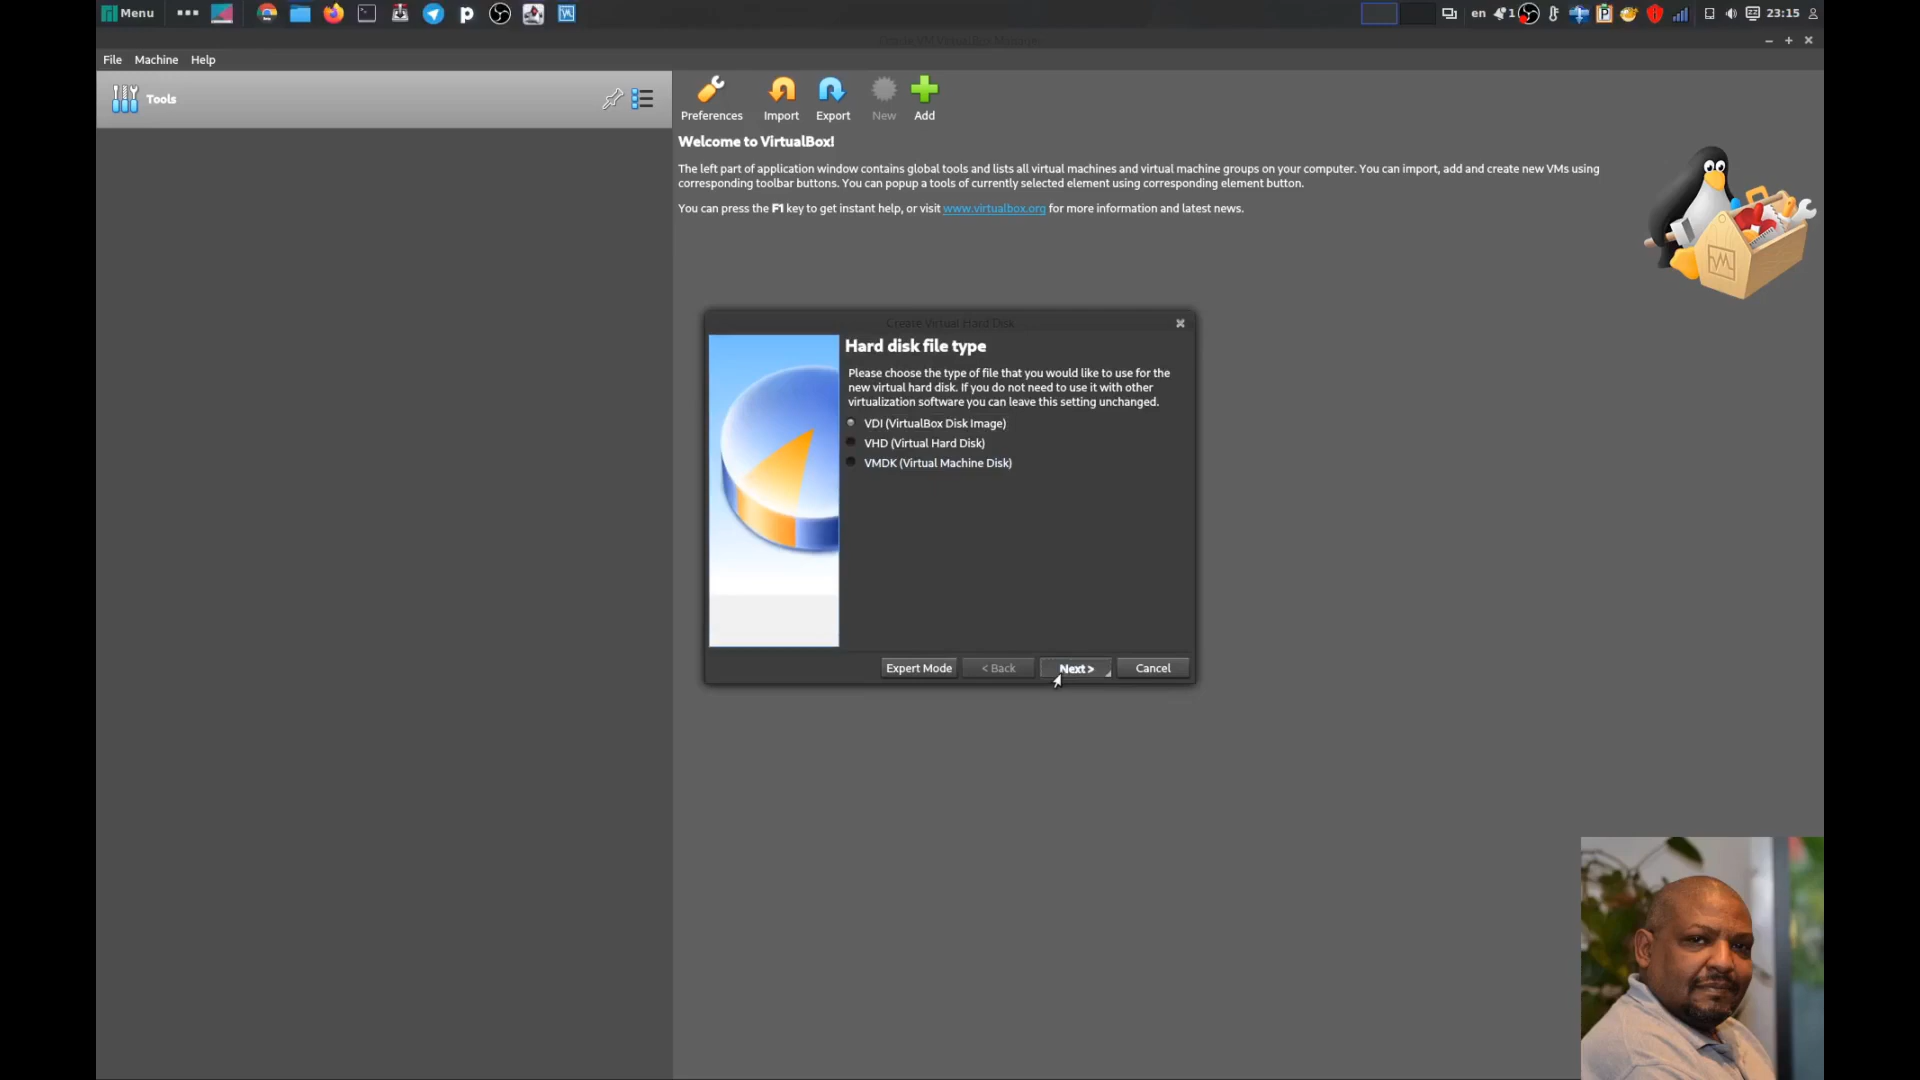 Menu
en
1
23:15
File Machine Help
Tools
Preferences Import Export New Add
Welcome to VirtualBox!
The left part of application window contains global tools and lists all virtual machines and virtual machine groups on your computer. You can import, add and create new VMs using
corresponding toolbar buttons. You can popup a tools of currently selected element using corresponding element button.
You can press the F1 key to get instant help, or visit www.virtualbox.org for more information and latest news.
Create Virtual Hard Disk
Hard disk file type
Please choose the type of file that you would like to use for the
new virtual hard disk. If you do not need to use it with other
virtualization software you can leave this setting unchanged.
VDI (VirtualBox Disk Image)
VHD (Virtual Hard Disk)
VMDK (Virtual Machine Disk)
Expert Mode < Back Next > Cancel